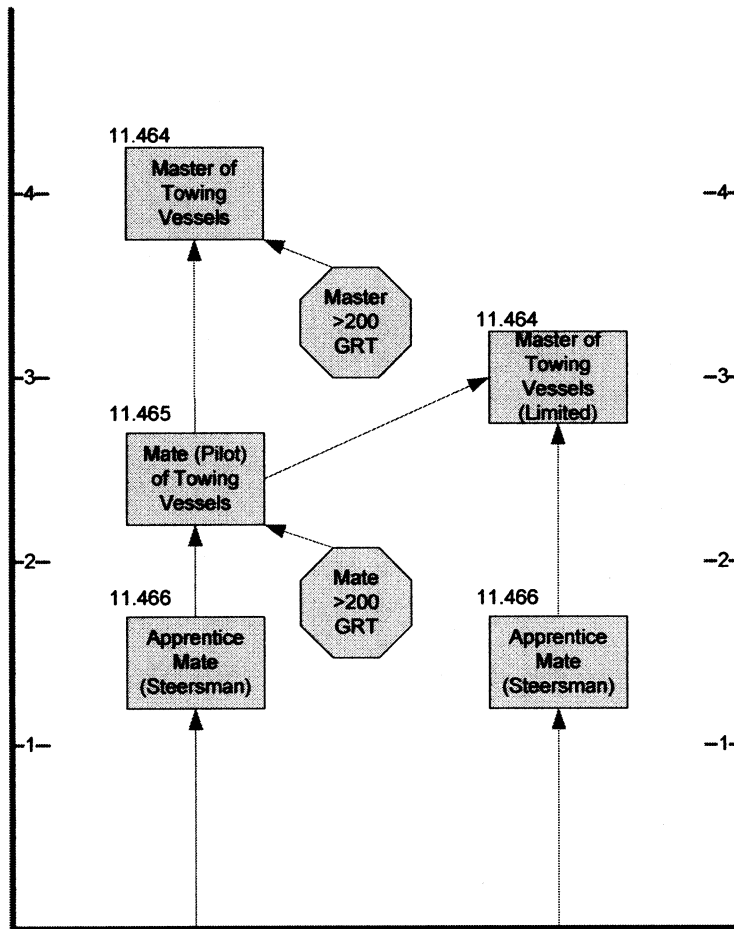 11.464
Master of
Towing
Vessels
4
4
Master
>200
GRT
11.464
Master of
Towing
Vessels
(Limited)
3
3
11.465
Mate (Pilot)
of Towing
Vessels
2
2
Mate
>200
GRT
11.466
Apprentice
Mate
(Steersman)
11.466
Apprentice
Mate
(Steersman)
1
1